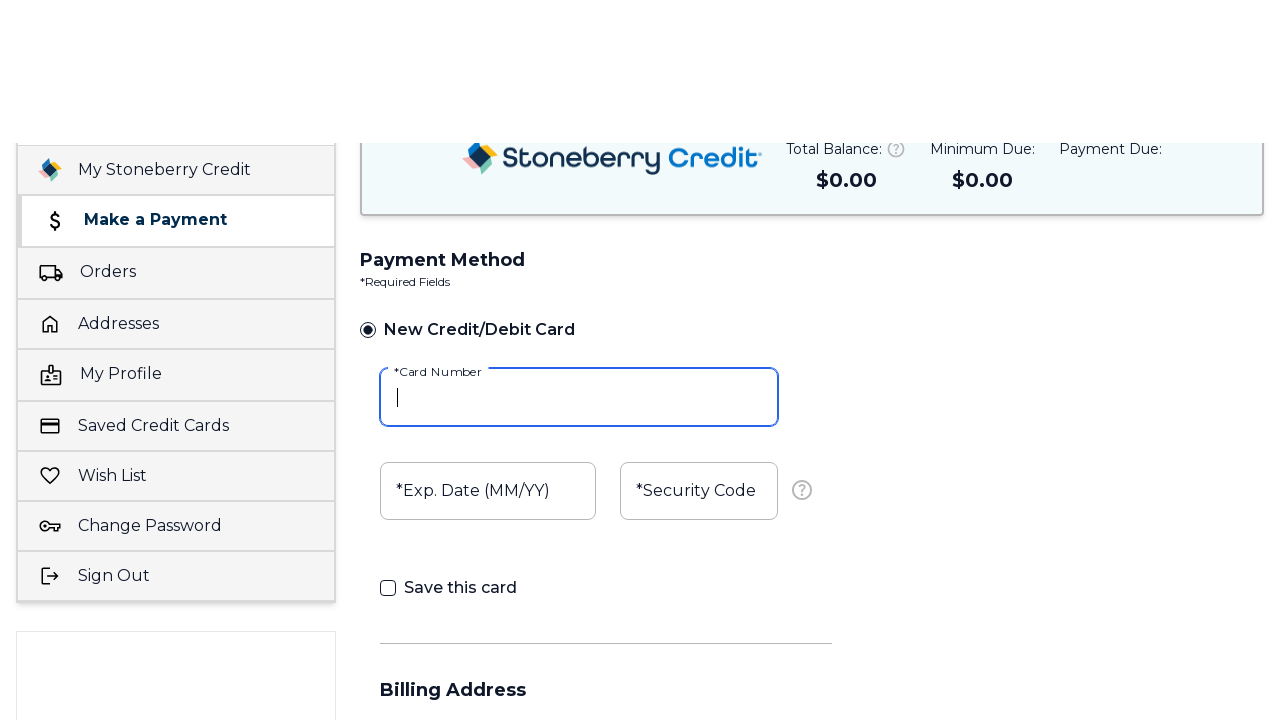 My Stoneberry Credit
Make a Payment
Orders
Addresses
My Profile
Saved Credit Cards
Wish List
Change Password
Sign Out
Stoneberry Credit
Total Balance:
$0.00
Minimum Due:
$0.00
Payment Due:
Payment Method
*Required Fields
New Credit/Debit Card
*Card Number
*Exp. Date (MM/YY)
*Security Code
Save this card
Billing Address